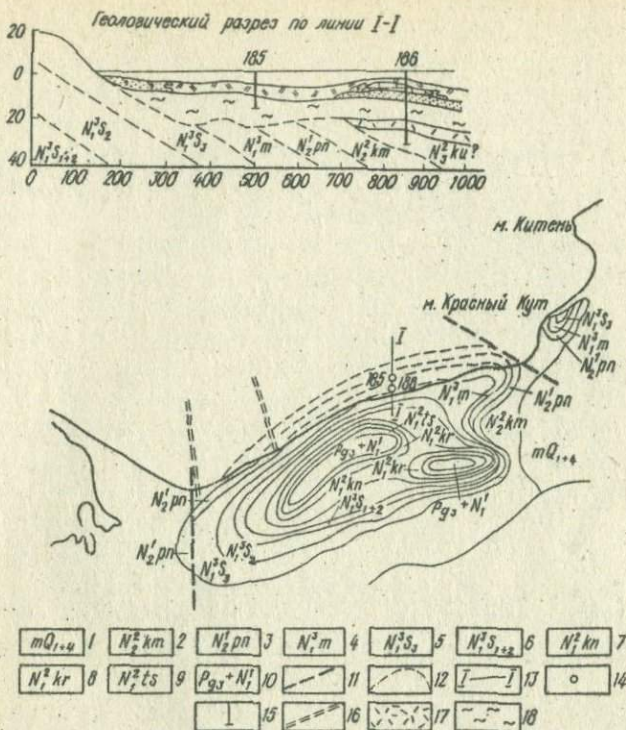 Геологический разрез по линии I-I
20
0
20
40
185
186
N₁³S₁₊₂
N₁³S₂
N₁³S₃
N₁³m
N₂¹pn
N₂²km
N₃²ku?
0 100 200 300 400 500 600 700 800 900 1000
м. Китень
м. Красный Кут
N₁³S₃
N₁³m
N₂¹pn
I
185
186
I
N₁³m
N₂¹pn
N₂²km
N₁²ts
N₁²kr
Pg₃+N₁¹
N₁²kr
mQ₁₊₄
N₁²kn
N₁³S₁₊₂
Pg₃+N₁¹
N₂¹pn
N₂¹pn
N₁³S₂
N₁³S₃
mQ₁₊₄ 1 N₂²km 2 N₂¹pn 3 N₁³m 4 N₁³S₃ 5 N₁³S₁₊₂ 6 N₁²kn 7
N₁²kr 8 N₁²ts 9 Pg₃+N₁¹ 10 11 12 I I 13 14
15 16 17 18